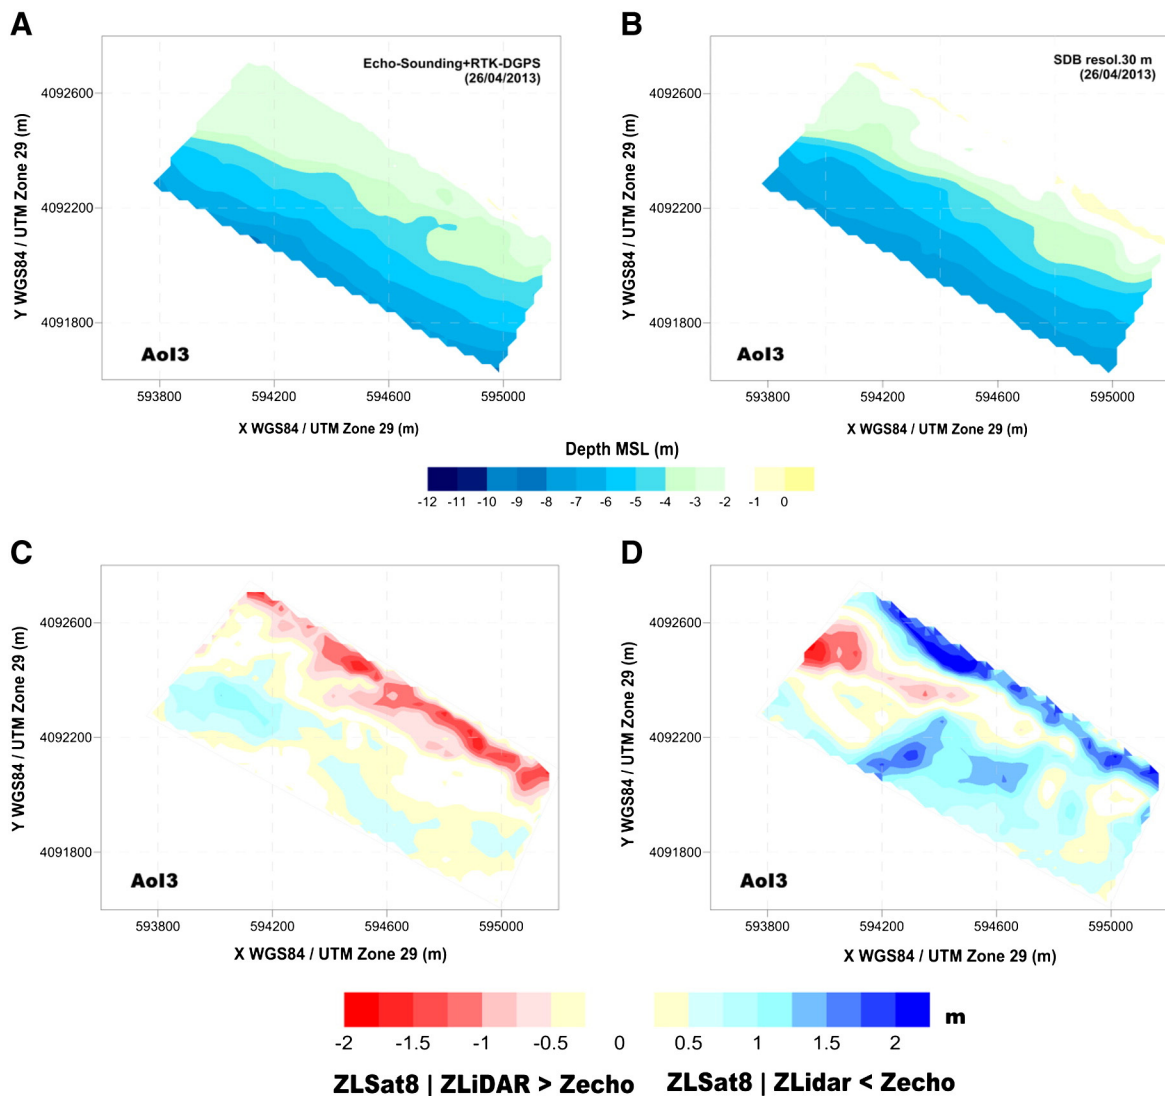 A
B
Echo-Sounding+RTK-DGPS
(26/04/2013)
SDB resol.30 m
(26/04/2013)
Y WGS84 / UTM Zone 29 (m)
4092600
4092200
4091800
AoI3
593800 594200 594600 595000
X WGS84 / UTM Zone 29 (m)
Y WGS84 / UTM Zone 29 (m)
4092600
4092200
4091800
AoI3
593800 594200 594600 595000
X WGS84 / UTM Zone 29 (m)
Depth MSL (m)
-12 -11 -10 -9 -8 -7 -6 -5 -4 -3 -2 -1 0
C
D
Y WGS84 / UTM Zone 29 (m)
4092600
4092200
4091800
AoI3
593800 594200 594600 595000
X WGS84 / UTM Zone 29 (m)
Y WGS84 / UTM Zone 29 (m)
4092600
4092200
4091800
AoI3
593800 594200 594600 595000
X WGS84 / UTM Zone 29 (m)
m
-2 -1.5 -1 -0.5 0 0.5 1 1.5 2
ZLSat8 | ZLiDAR > Zecho
ZLSat8 | ZLidar < Zecho